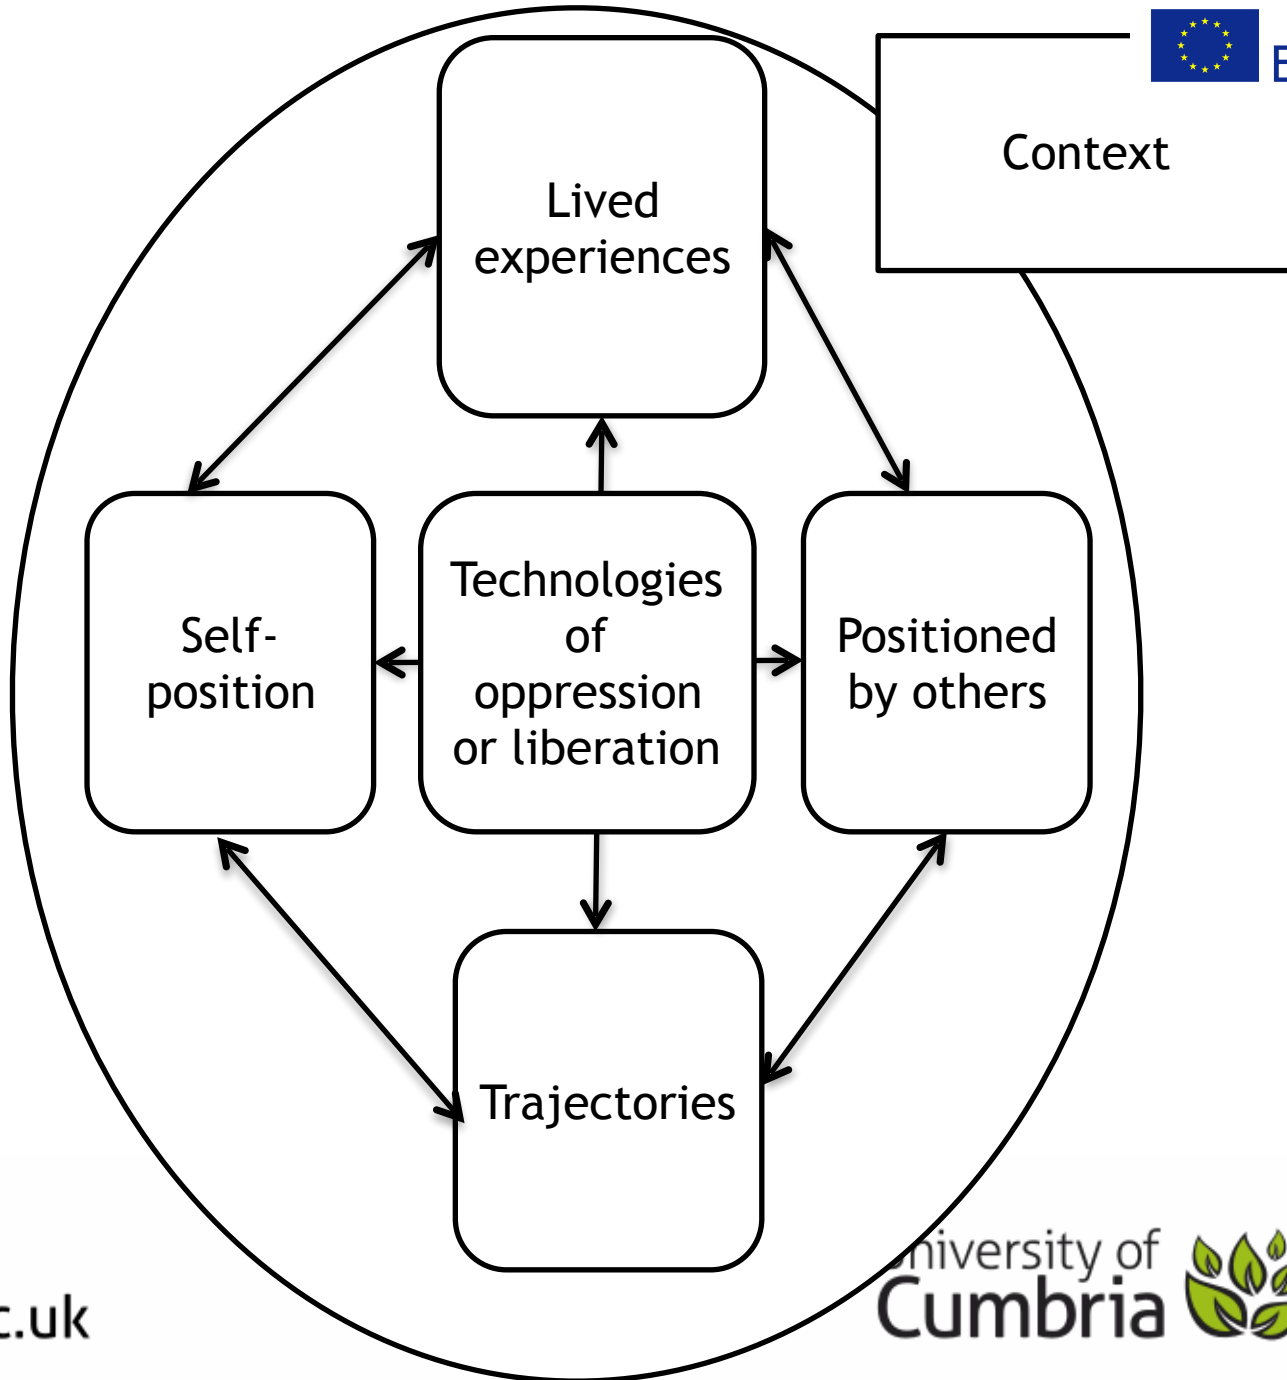 E
Context
Lived
experiences
Technologies
of
oppression
or liberation
Self-
position
Positioned
by others
Trajectories
University of
Cumbria
c.uk